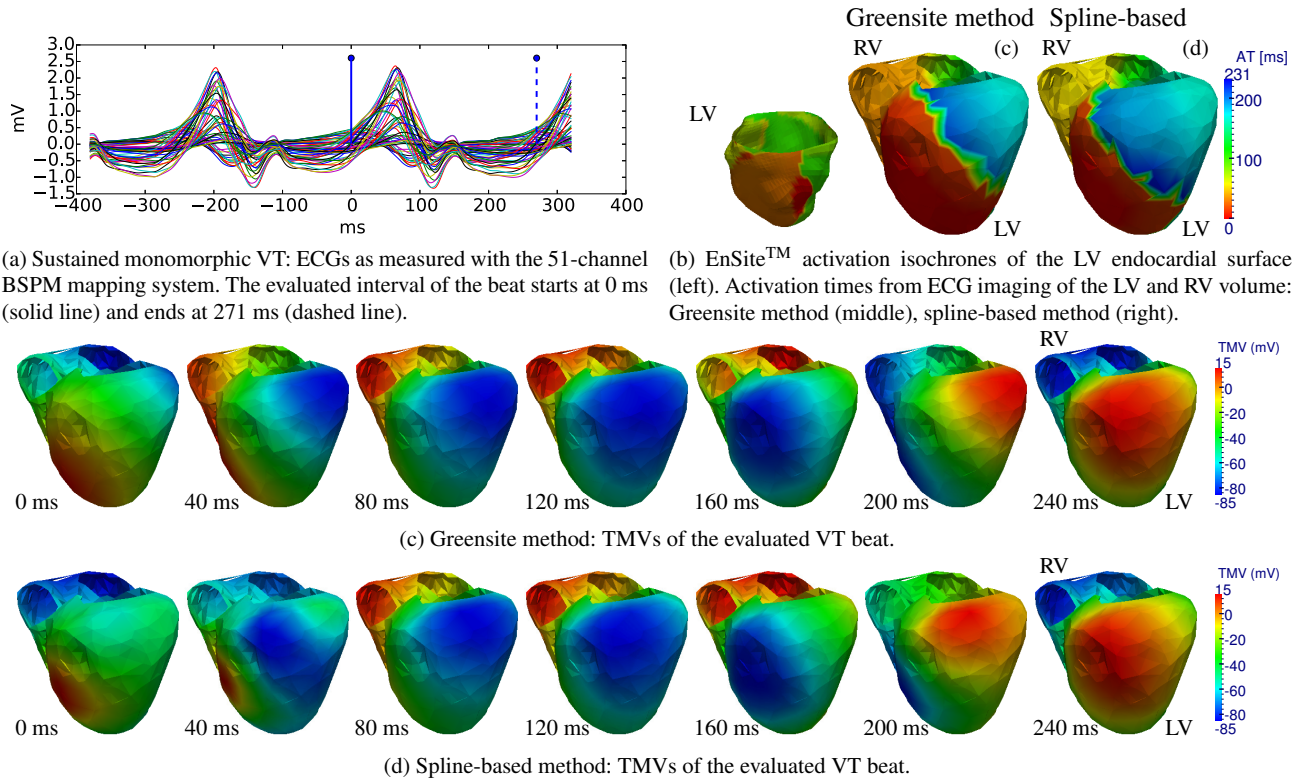 Greensite method Spline-based
3.0
2.5
2.0
1.5
1.0
0.5
0.0
−0.5
−1.0
−1.5
mV
−400 −300 −200 −100 0 100 200 300 400
ms
RV (c) RV (d)
LV
LV LV
AT [ms]
231
200
100
0
(a) Sustained monomorphic VT: ECGs as measured with the 51-channel
BSPM mapping system. The evaluated interval of the beat starts at 0 ms
(solid line) and ends at 271 ms (dashed line).
(b) EnSite™ activation isochrones of the LV endocardial surface
(left). Activation times from ECG imaging of the LV and RV volume:
Greensite method (middle), spline-based method (right).
RV
TMV (mV)
15
0
-20
-40
-60
-80
-85
0 ms 40 ms 80 ms 120 ms 160 ms 200 ms 240 ms LV
(c) Greensite method: TMVs of the evaluated VT beat.
RV
TMV (mV)
15
0
-20
-40
-60
-80
-85
0 ms 40 ms 80 ms 120 ms 160 ms 200 ms 240 ms LV
(d) Spline-based method: TMVs of the evaluated VT beat.